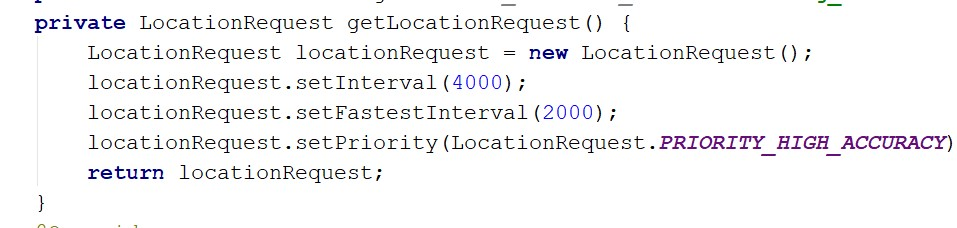 private LocationRequest getLocationRequest() {
LocationRequest locationRequest = new LocationRequest();
locationRequest.setInterval(4000);
locationRequest.setFastestInterval(2000);
locationRequest.setPriority(LocationRequest.PRIORITY_HIGH_ACCURACY)
return locationRequest;
}